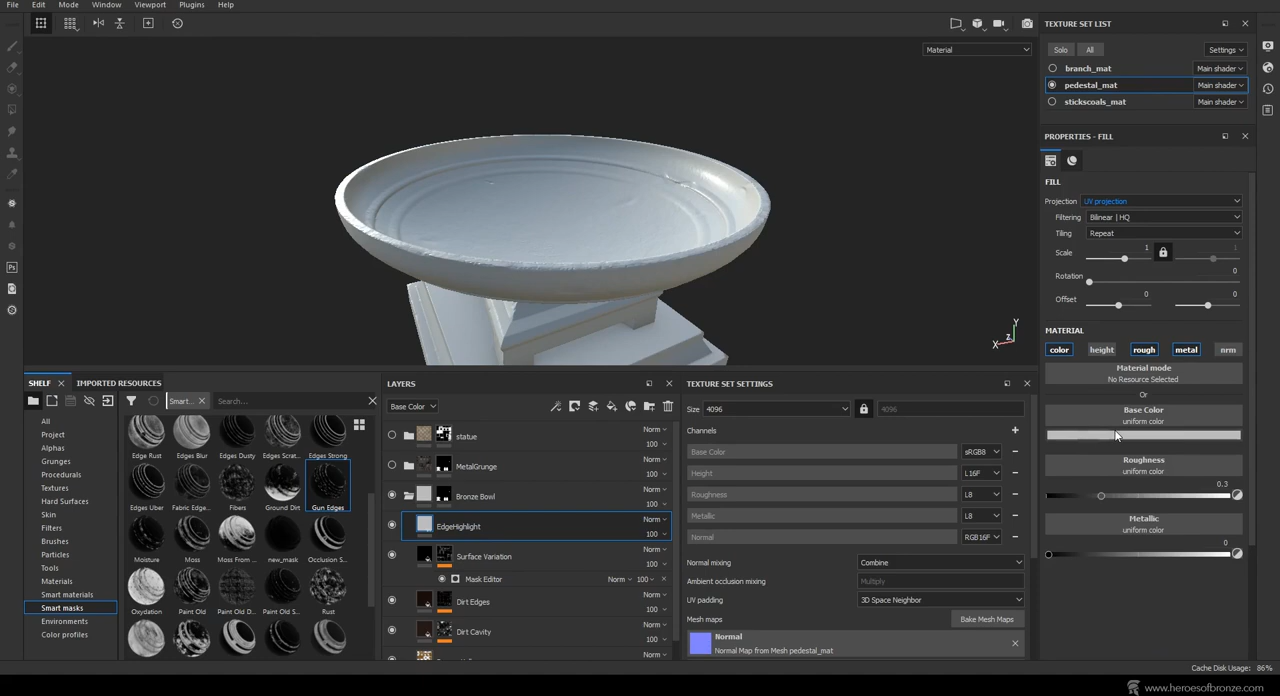 File Edit Mode Window Viewport Plugins Help
Material
X Y Z
TEXTURE SET LIST
Solo All Settings
branch_mat Main shader
pedestal_mat Main shader
stickscoals_mat Main shader
PROPERTIES - FILL
FILL
Projection UV projection
Filtering Bilinear | HQ
Tiling Repeat
Scale 1 1
Rotation 0
Offset 0 0
MATERIAL
color height rough metal nrm
Material mode
No Resource Selected
Or
Base Color
uniform color
Roughness
uniform color
0.3
Metallic
uniform color
0
SHELF IMPORTED RESOURCES
Smart... Search...
All
Project
Alphas
Grunges
Procedurals
Textures
Hard Surfaces
Skin
Filters
Brushes
Particles
Tools
Materials
Smart materials
Smart masks
Environments
Color profiles
Edge Rust Edges Blur Edges Dusty Edges Scrat... Edges Strong
Edges Uber Fabric Edge... Fibers Ground Dirt Gun Edges
Moisture Moss Moss From ... new_mask Occlusion S...
Oxydation Paint Old Paint Old D... Paint Old S... Rust
LAYERS
Base Color
statue Norm 100
MetalGrunge Norm 100
Bronze Bowl Norm 100
EdgeHighlight Norm 100
Surface Variation Norm 100
Mask Editor Norm 100
Dirt Edges Norm 100
Dirt Cavity Norm 100
Norm
TEXTURE SET SETTINGS
Size 4096 4096
Channels
Base Color sRGB8
Height L16F
Roughness L8
Metallic L8
Normal RGB16F
Normal mixing Combine
Ambient occlusion mixing Multiply
UV padding 3D Space Neighbor
Mesh maps Bake Mesh Maps
Normal
Normal Map from Mesh pedestal_mat
Ps
Cache Disk Usage: 86%
www.heroesofbronze.com